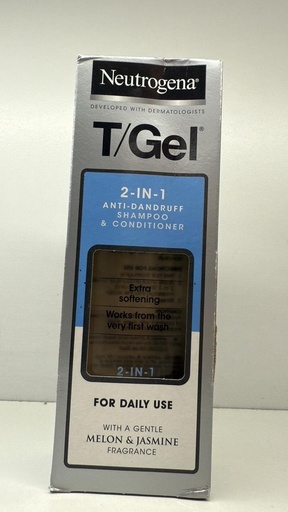 Neutrogena®
DEVELOPED WITH DERMATOLOGISTS
T/Gel®
2-IN-1
ANTI-DANDRUFF
SHAMPOO
& CONDITIONER
Extra
softening
Works from the
very first wash
2-IN-1
FOR DAILY USE
WITH A GENTLE
MELON & JASMINE
FRAGRANCE